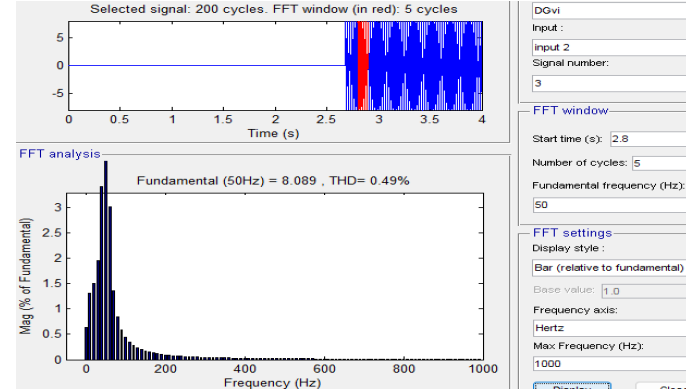 Selected signal: 200 cycles. FFT window (in red): 5 cycles
5
0
-5
0 0.5 1 1.5 2 2.5 3 3.5 4
Time (s)
FFT analysis
Fundamental (50Hz) = 8.089 , THD= 0.49%
3
2.5
2
1.5
1
0.5
0
Mag (% of Fundamental)
0 200 400 600 800 1000
Frequency (Hz)
DGvi
Input :
input 2
Signal number:
3
FFT window
Start time (s): 2.8
Number of cycles: 5
Fundamental frequency (Hz):
50
FFT settings
Display style :
Bar (relative to fundamental)
Base value: 1.0
Frequency axis:
Hertz
Max Frequency (Hz):
1000
Display